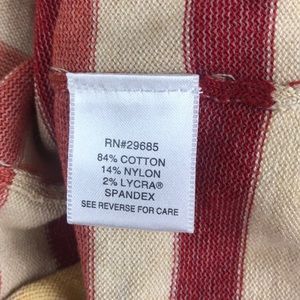 RN#29685
84% COTTON
14% NYLON
2% LYCRA®
SPANDEX
SEE REVERSE FOR CARE